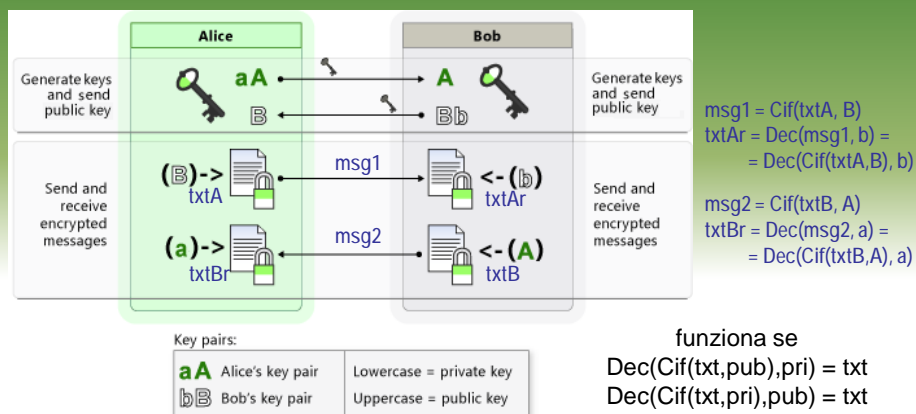 Alice
Bob
Generate keys
and send
public key
aA
A
Generate keys
and send
public key
B
Bb
Send and
receive
encrypted
messages
(B)->
txtA
msg1
<-(b)
txtAr
(a)->
txtBr
msg2
<-(A)
txtB
Send and
receive
encrypted
messages
msg1 = Cif(txtA, B)
txtAr = Dec(msg1, b) =
= Dec(Cif(txtA,B), b)
msg2 = Cif(txtB, A)
txtBr = Dec(msg2, a) =
= Dec(Cif(txtB,A), a)
Key pairs:
aA Alice's key pair
Lowercase = private key
bB Bob's key pair
Uppercase = public key
funziona se
Dec(Cif(txt,pub),pri) = txt
Dec(Cif(txt,pri),pub) = txt